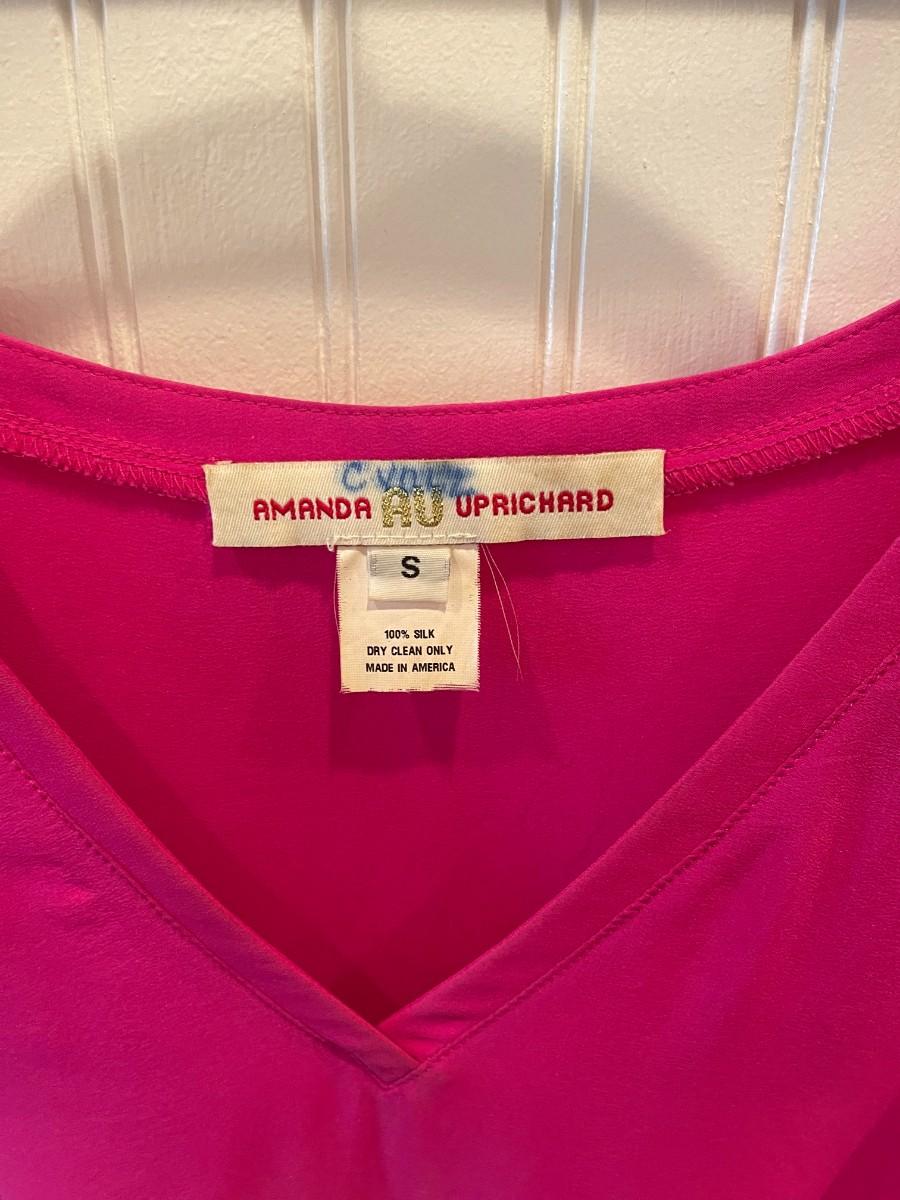 AMANDA AU UPRICHARD
S
100% SILK
DRY CLEAN ONLY
MADE IN AMERICA